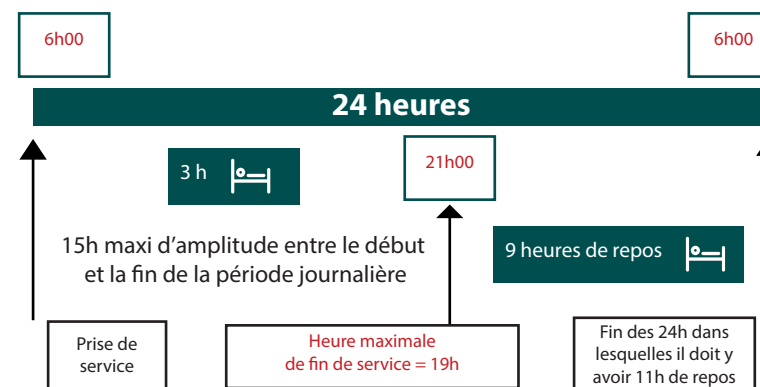 6h00
6h00
24 heures
3 h
21h00
15h maxi d'amplitude entre le début
et la fin de la période journalière
9 heures de repos
Prise de
service
Heure maximale
de fin de service = 19h
Fin des 24h dans
lesquelles il doit y
avoir 11h de repos